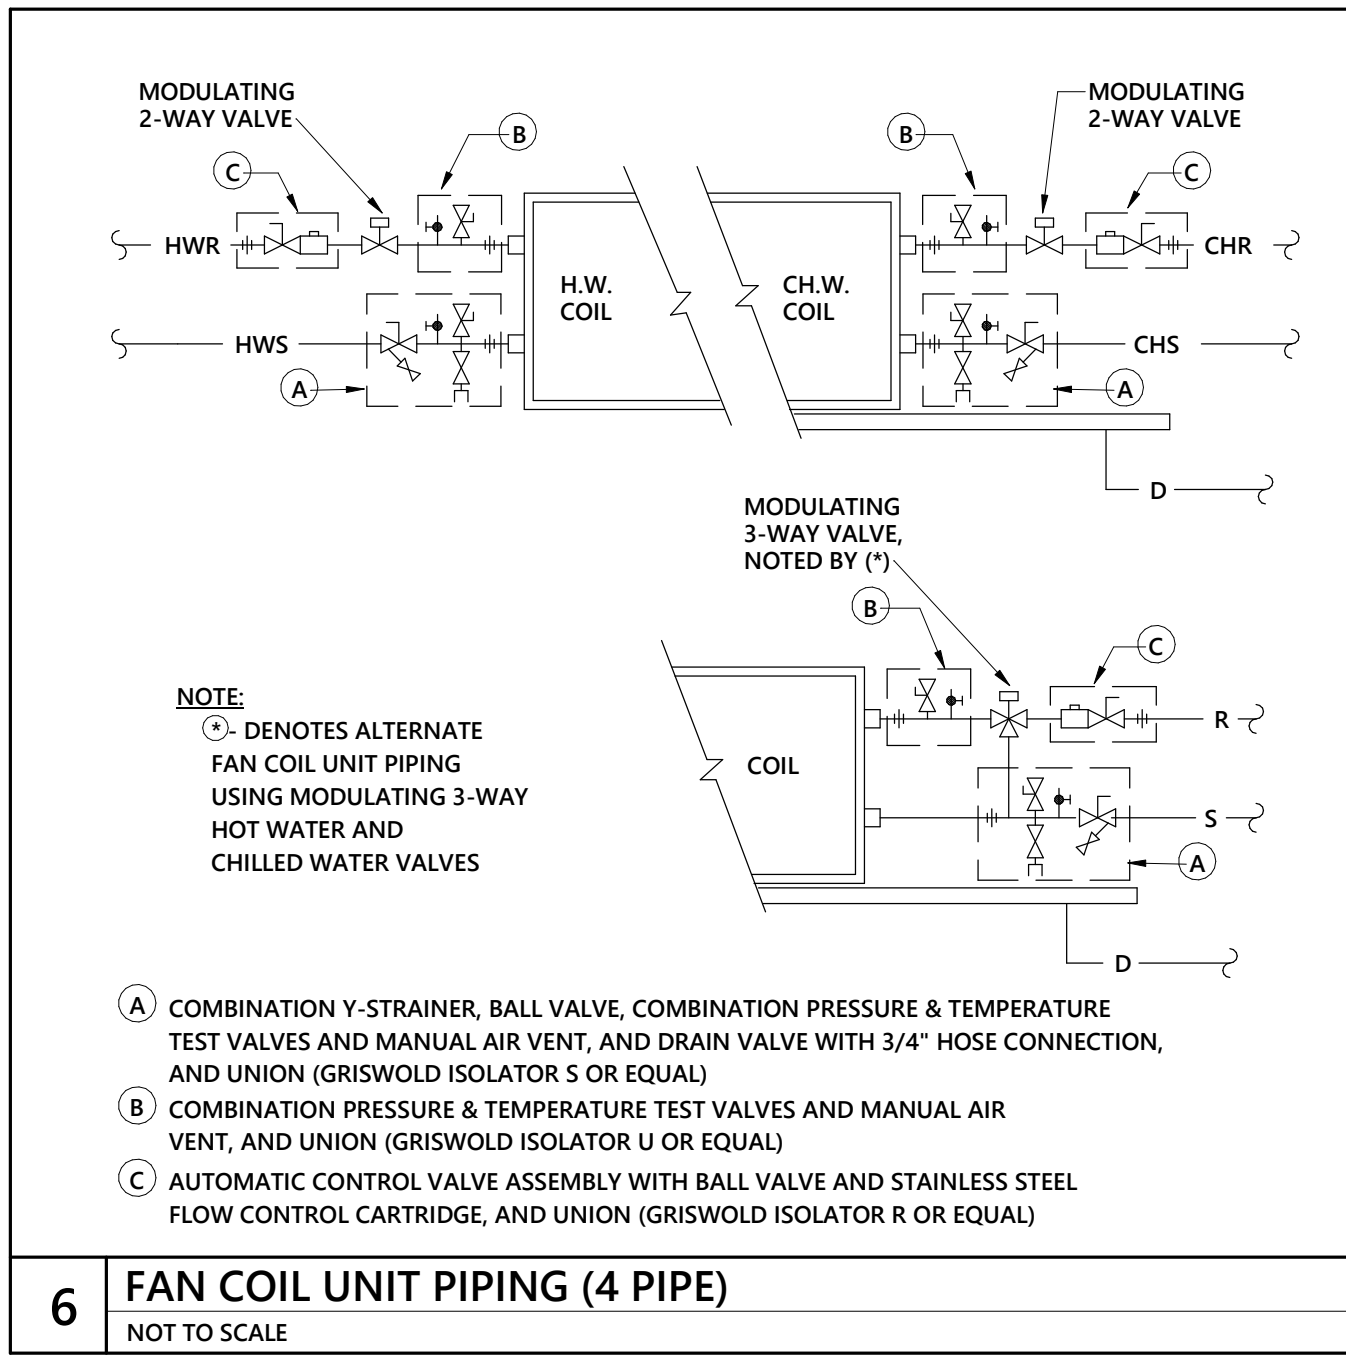 MODULATING
2-WAY VALVE
MODULATING
2-WAY VALVE
B
B
C
C
HWR
CHR
H.W.
COIL
CH.W.
COIL
HWS
CHS
A
A
D
MODULATING
3-WAY VALVE,
NOTED BY (*)
B
C
NOTE:
* - DENOTES ALTERNATE
FAN COIL UNIT PIPING
USING MODULATING 3-WAY
HOT WATER AND
CHILLED WATER VALVES
R
COIL
S
A
D
A COMBINATION Y-STRAINER, BALL VALVE, COMBINATION PRESSURE & TEMPERATURE
TEST VALVES AND MANUAL AIR VENT, AND DRAIN VALVE WITH 3/4" HOSE CONNECTION,
AND UNION (GRISWOLD ISOLATOR S OR EQUAL)
B COMBINATION PRESSURE & TEMPERATURE TEST VALVES AND MANUAL AIR
VENT, AND UNION (GRISWOLD ISOLATOR U OR EQUAL)
C AUTOMATIC CONTROL VALVE ASSEMBLY WITH BALL VALVE AND STAINLESS STEEL
FLOW CONTROL CARTRIDGE, AND UNION (GRISWOLD ISOLATOR R OR EQUAL)
6 FAN COIL UNIT PIPING (4 PIPE)
NOT TO SCALE